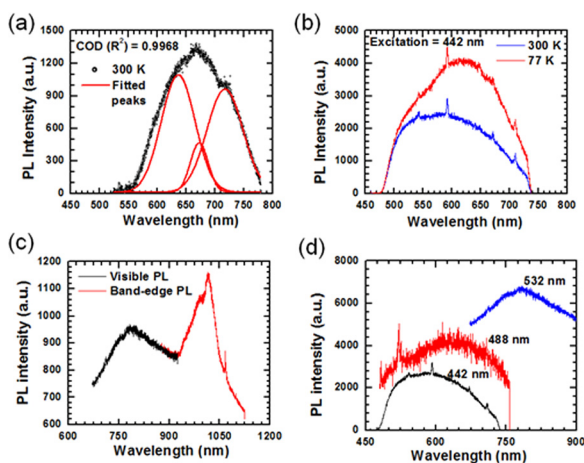 (a)
COD (R²) = 0.9968
300 K
Fitted
peaks
PL Intensity (a.u.)
1500
1200
900
600
300
0
450 500 550 600 650 700 750 800
Wavelength (nm)
(b)
Excitation = 442 nm
300 K
77 K
PL Intensity (a.u.)
5000
4000
3000
2000
1000
0
450 500 550 600 650 700 750 800
Wavelength (nm)
(c)
Visible PL
Band-edge PL
PL intensity (a.u.)
1200
1100
1000
900
800
700
600
600 750 900 1050 1200
Wavelength (nm)
(d)
532 nm
488 nm
442 nm
PL intensity (a.u.)
8000
6000
4000
2000
0
450 600 750 900
Wavelength (nm)